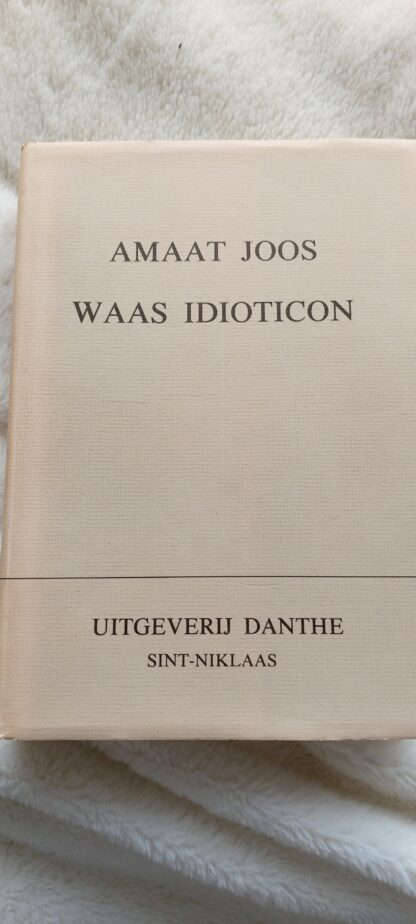 AMAAT JOOS
WAAS IDIOTICON
UITGEVERIJ DANTHE
SINT-NIKLAAS